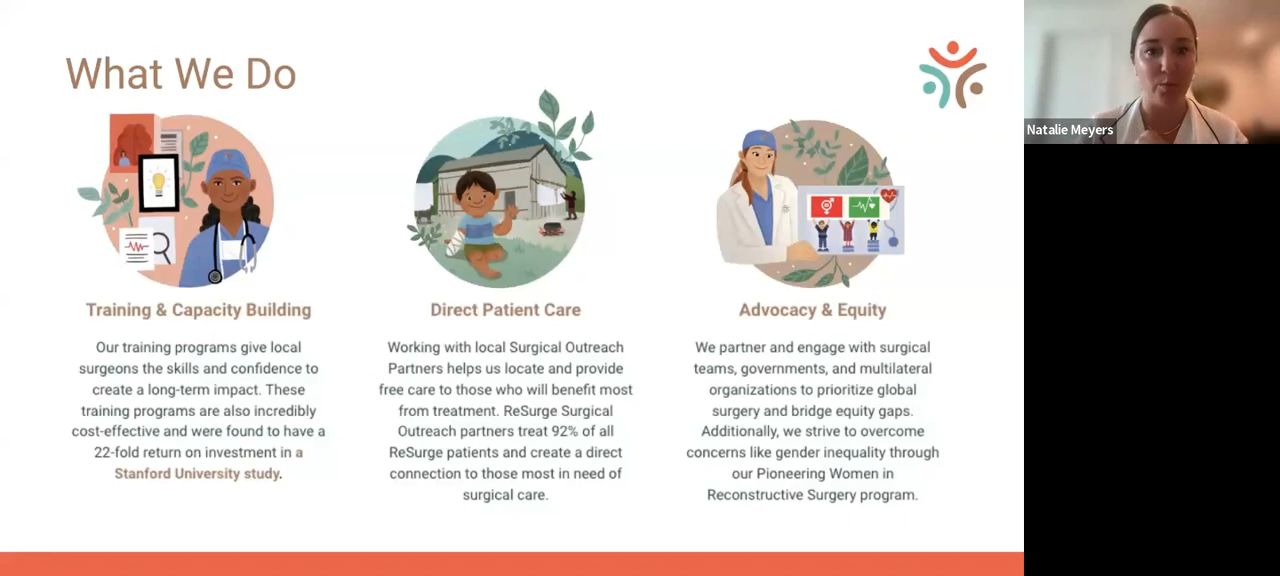 What We Do
Natalie Meyers
Training & Capacity Building
Our training programs give local
surgeons the skills and confidence to
create a long-term impact. These
training programs are also incredibly
cost-effective and were found to have a
22-fold return on investment in a
Stanford University study.
Direct Patient Care
Working with local Surgical Outreach
Partners helps us locate and provide
free care to those who will benefit most
from treatment. ReSurge Surgical
Outreach partners treat 92% of all
ReSurge patients and create a direct
connection to those most in need of
surgical care.
Advocacy & Equity
We partner and engage with surgical
teams, governments, and multilateral
organizations to prioritize global
surgery and bridge equity gaps.
Additionally, we strive to overcome
concerns like gender inequality through
our Pioneering Women in
Reconstructive Surgery program.